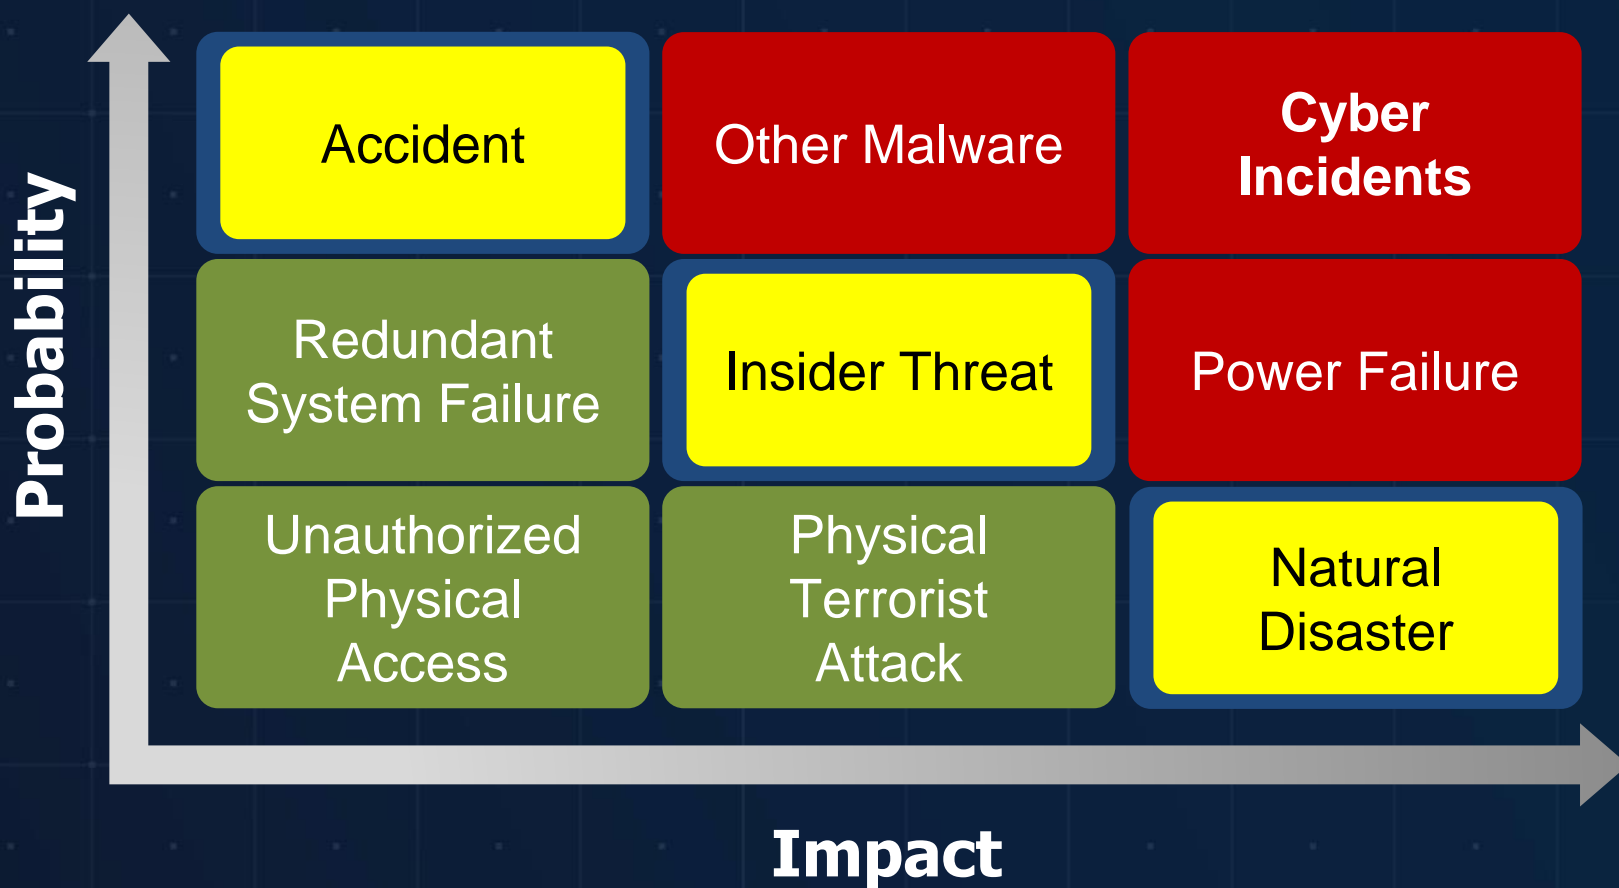 Probability
Accident
Other Malware
Cyber
Incidents
Redundant
System Failure
Insider Threat
Power Failure
Unauthorized
Physical
Access
Physical
Terrorist
Attack
Natural
Disaster
Impact